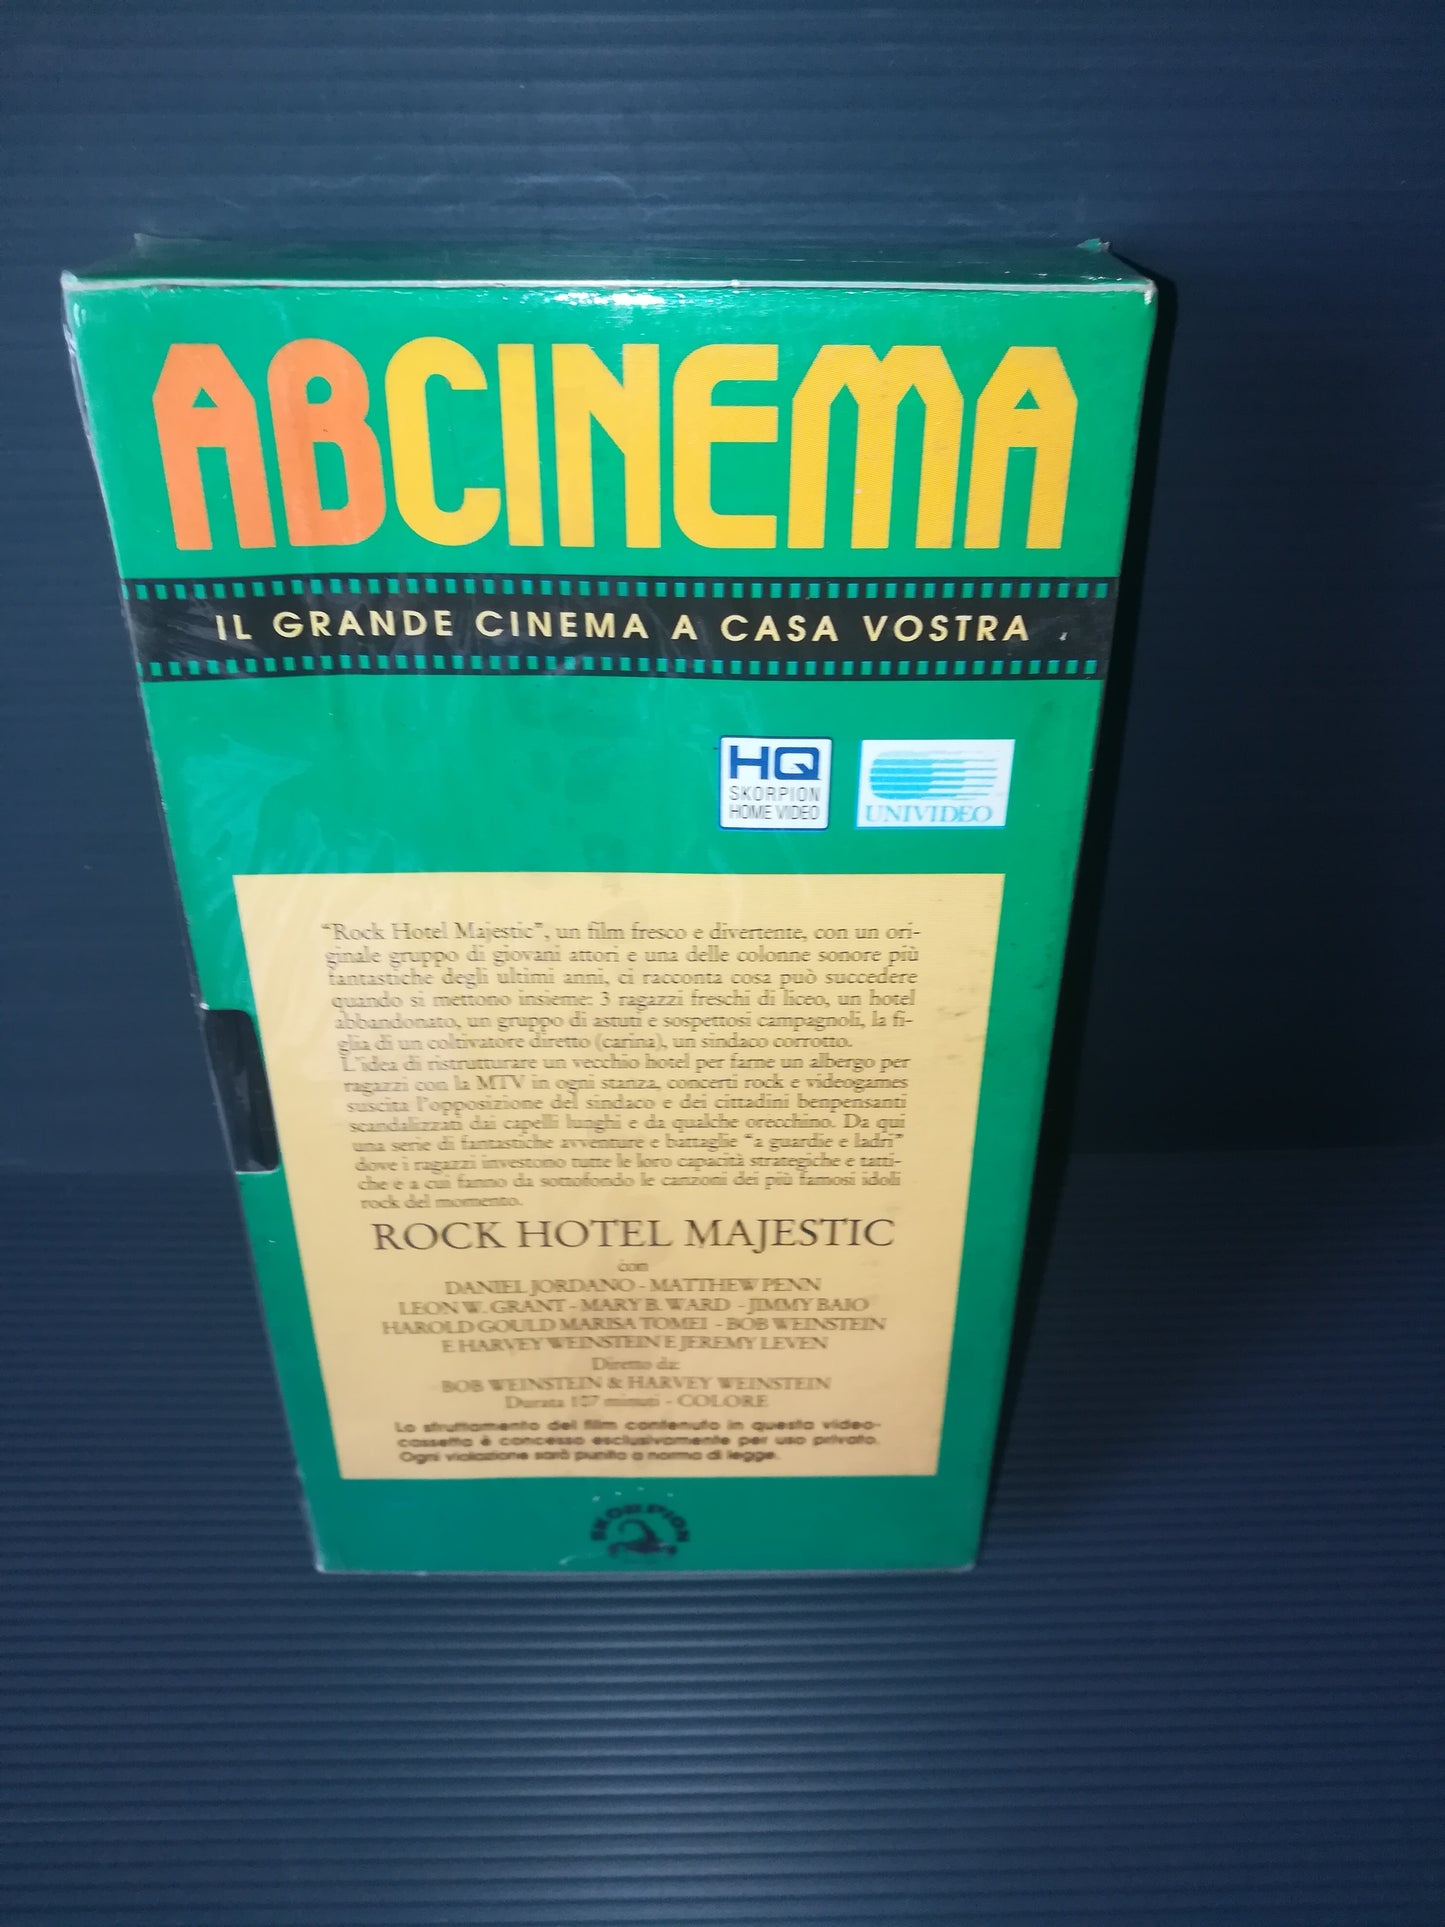 ABCINEMA
IL GRANDE CINEMA A CASA VOSTRA
HQ
SKORPION
HOME VIDEO
UNIVIDEO
"Rock Hotel Majestic", un film fresco e divertente, con un ori-
ginale gruppo di giovani attori e una delle colonne sonore più
fantastiche degli ultimi anni, ci racconta cosa può succedere
quando si mettono insieme: 3 ragazzi freschi di liceo, un hotel
abbandonato, un gruppo di astuti e sospettosi campagnoli, la fi-
glia di un coltivatore diretto (carina), un sindaco corrotto.
L'idea di ristrutturare un vecchio hotel per farne un albergo per
ragazzi con la MTV in ogni stanza, concerti rock e videogames
suscita l'opposizione del sindaco e dei cittadini benpensanti
scandalizzati dai capelli lunghi e da qualche orecchino. Da qui
una serie di fantastiche avventure e battaglie "a guardie e ladri"
dove i ragazzi investono tutte le loro capacità strategiche e tatti-
che e a cui fanno da sottofondo le canzoni dei più famosi idoli
rock del momento.
ROCK HOTEL MAJESTIC
con
DANIEL JORDANO - MATTHEW PENN
LEON W. GRANT - MARY B. WARD - JIMMY BAIO
HAROLD GOULD MARISA TOMEI - BOB WEINSTEIN
E HARVEY WEINSTEIN E JEREMY LEVEN
Diretto da:
BOB WEINSTEIN & HARVEY WEINSTEIN
Durata 107 minuti - COLORE
Lo sfruttamento del film contenuto in questa video-
cassetta è concesso esclusivamente per uso privato.
Ogni violazione sarà punita a norma di legge.
SKORPION